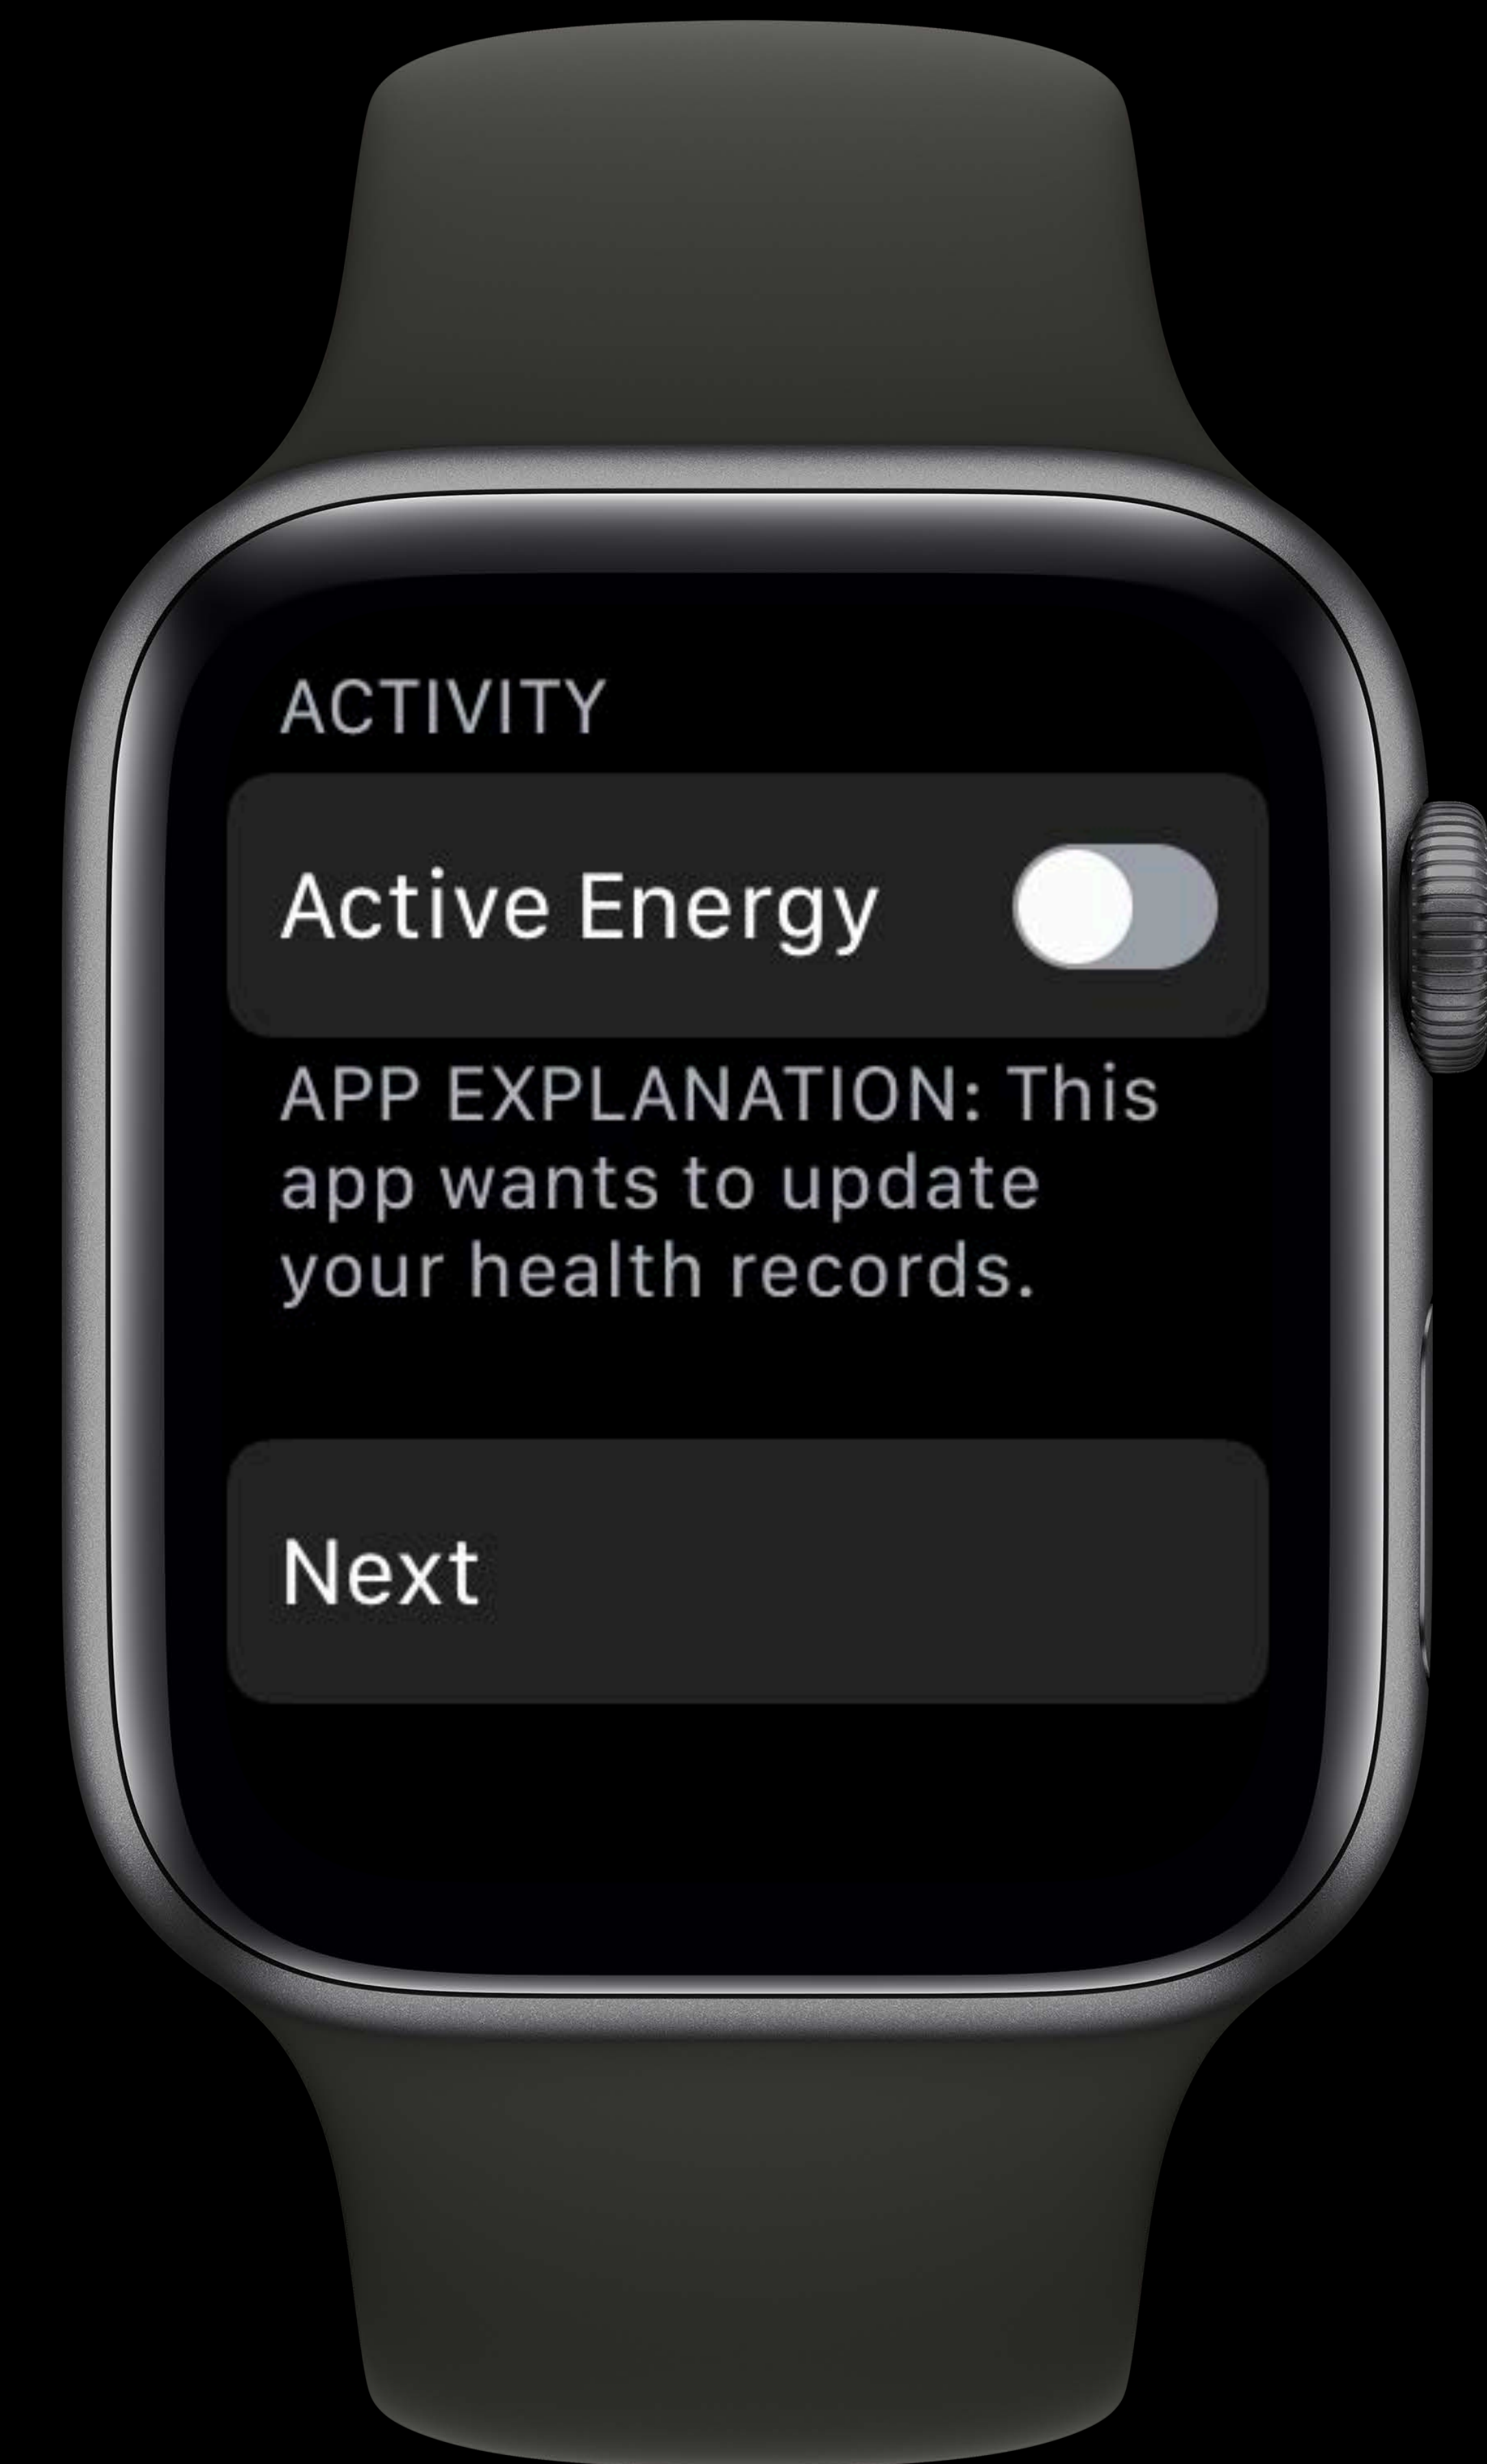 ACTIVITY
Active Energy
APP EXPLANATION: This
app wants to update
your health records.
Next